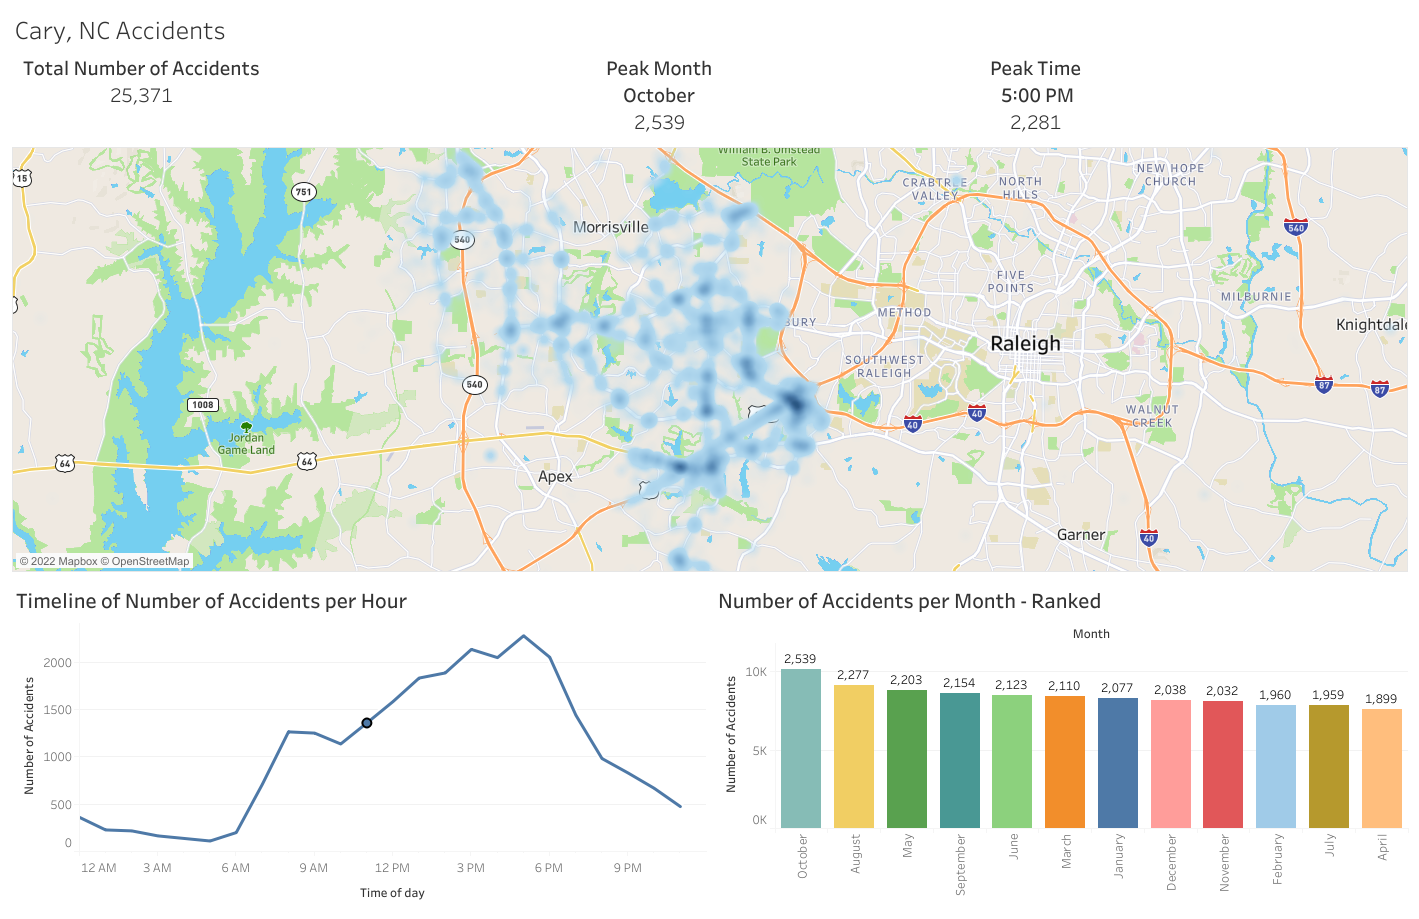 Cary, NC Accidents
Total Number of Accidents
25,371
Peak Month
October
2,539
Peak Time
5:00 PM
2,281
William B. Umstead
State Park
15
751
CRABTREE
VALLEY
NORTH
HILLS
NEW HOPE
CHURCH
Morrisville
540
540
FIVE
POINTS
MILBURNIE
METHOD
BURY
Knightdale
Raleigh
SOUTHWEST
RALEIGH
540
87
87
1008
40
40
WALNUT
CREEK
Jordan
Game Land
64
64
Apex
Garner
40
© 2022 Mapbox © OpenStreetMap
Timeline of Number of Accidents per Hour
Number of Accidents
2000
1500
1000
500
0
12 AM
3 AM
6 AM
9 AM
12 PM
3 PM
6 PM
9 PM
Time of day
Number of Accidents per Month - Ranked
Month
Number of Accidents
10K
5K
0K
2,539
2,277
2,203
2,154
2,123
2,110
2,077
2,038
2,032
1,960
1,959
1,899
October
August
May
September
June
March
January
December
November
February
July
April